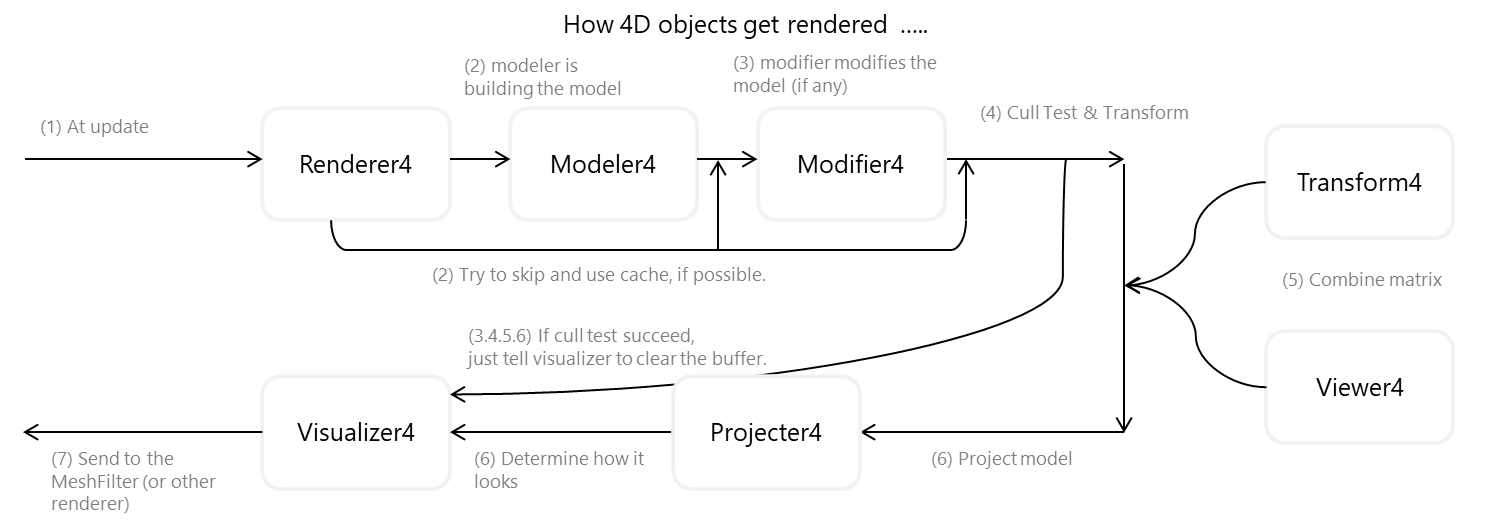 How 4D objects get rendered .....
(2) modeler is
building the model
(3) modifier modifies the
model (if any)
(1) At update
(4) Cull Test & Transform
Renderer4
Modeler4
Modifier4
Transform4
(2) Try to skip and use cache, if possible.
(5) Combine matrix
(3.4.5.6) If cull test succeed,
just tell visualizer to clear the buffer.
Viewer4
Visualizer4
Projecter4
(7) Send to the
MeshFilter (or other
renderer)
(6) Determine how it
looks
(6) Project model